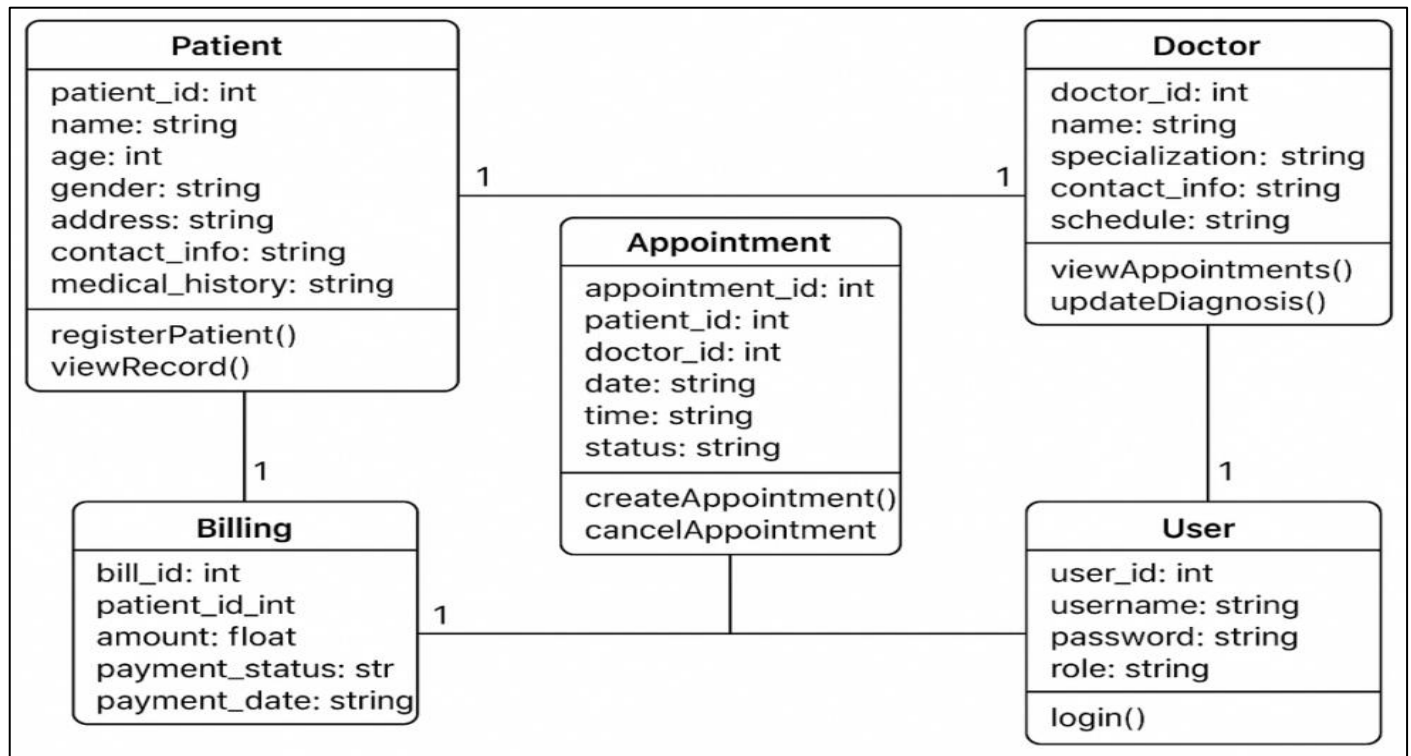 Patient
patient_id: int
name: string
age: int
gender: string
address: string
contact_info: string
medical_history: string
registerPatient()
viewRecord()
1
1
Doctor
doctor_id: int
name: string
specialization: string
contact_info: string
schedule: string
viewAppointments()
updateDiagnosis()
Appointment
appointment_id: int
patient_id: int
doctor_id: int
date: string
time: string
status: string
createAppointment()
cancelAppointment
1
Billing
bill_id: int
patient_id_int
amount: float
payment_status: str
payment_date: string
1
1
User
user_id: int
username: string
password: string
role: string
login()